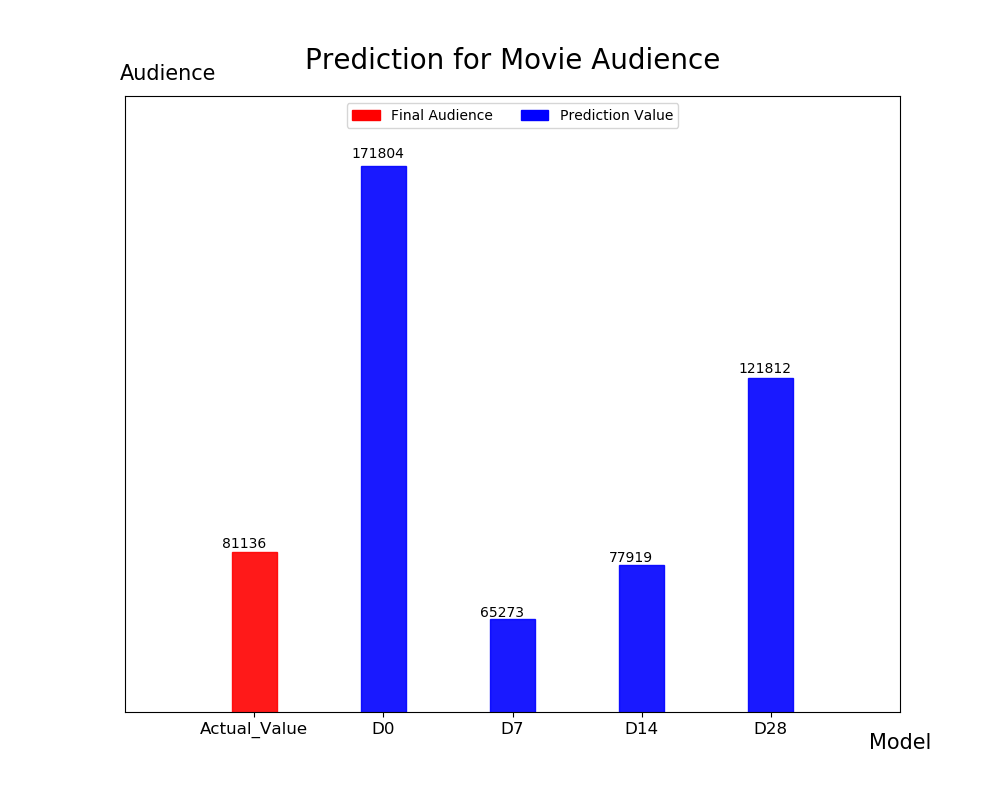 Prediction for Movie Audience
Audience
Final Audience Prediction Value
171804
121812
81136
77919
65273
Actual_Value D0 D7 D14 D28
Model